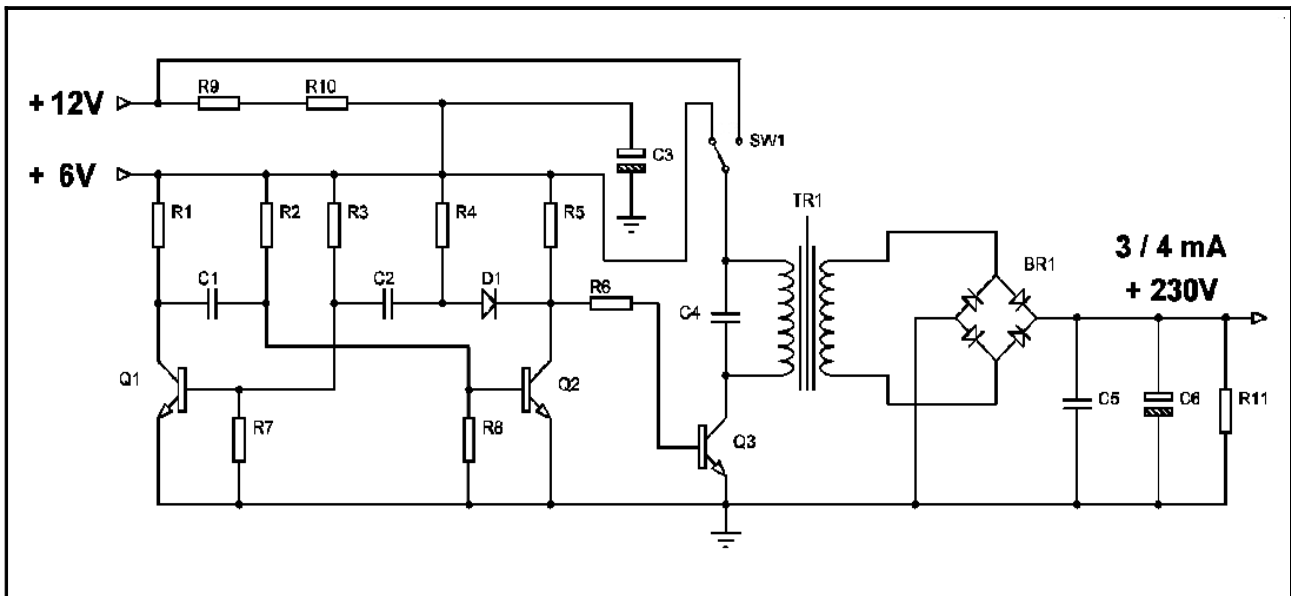 R9
R10
+ 12V
SW1
C3
+ 6V
R1
R2
R3
R4
R5
TR1
3 / 4 mA
+ 230V
BR1
C1
C2
D1
R6
C4
Q1
Q2
C5
C6
R11
R7
R8
Q3